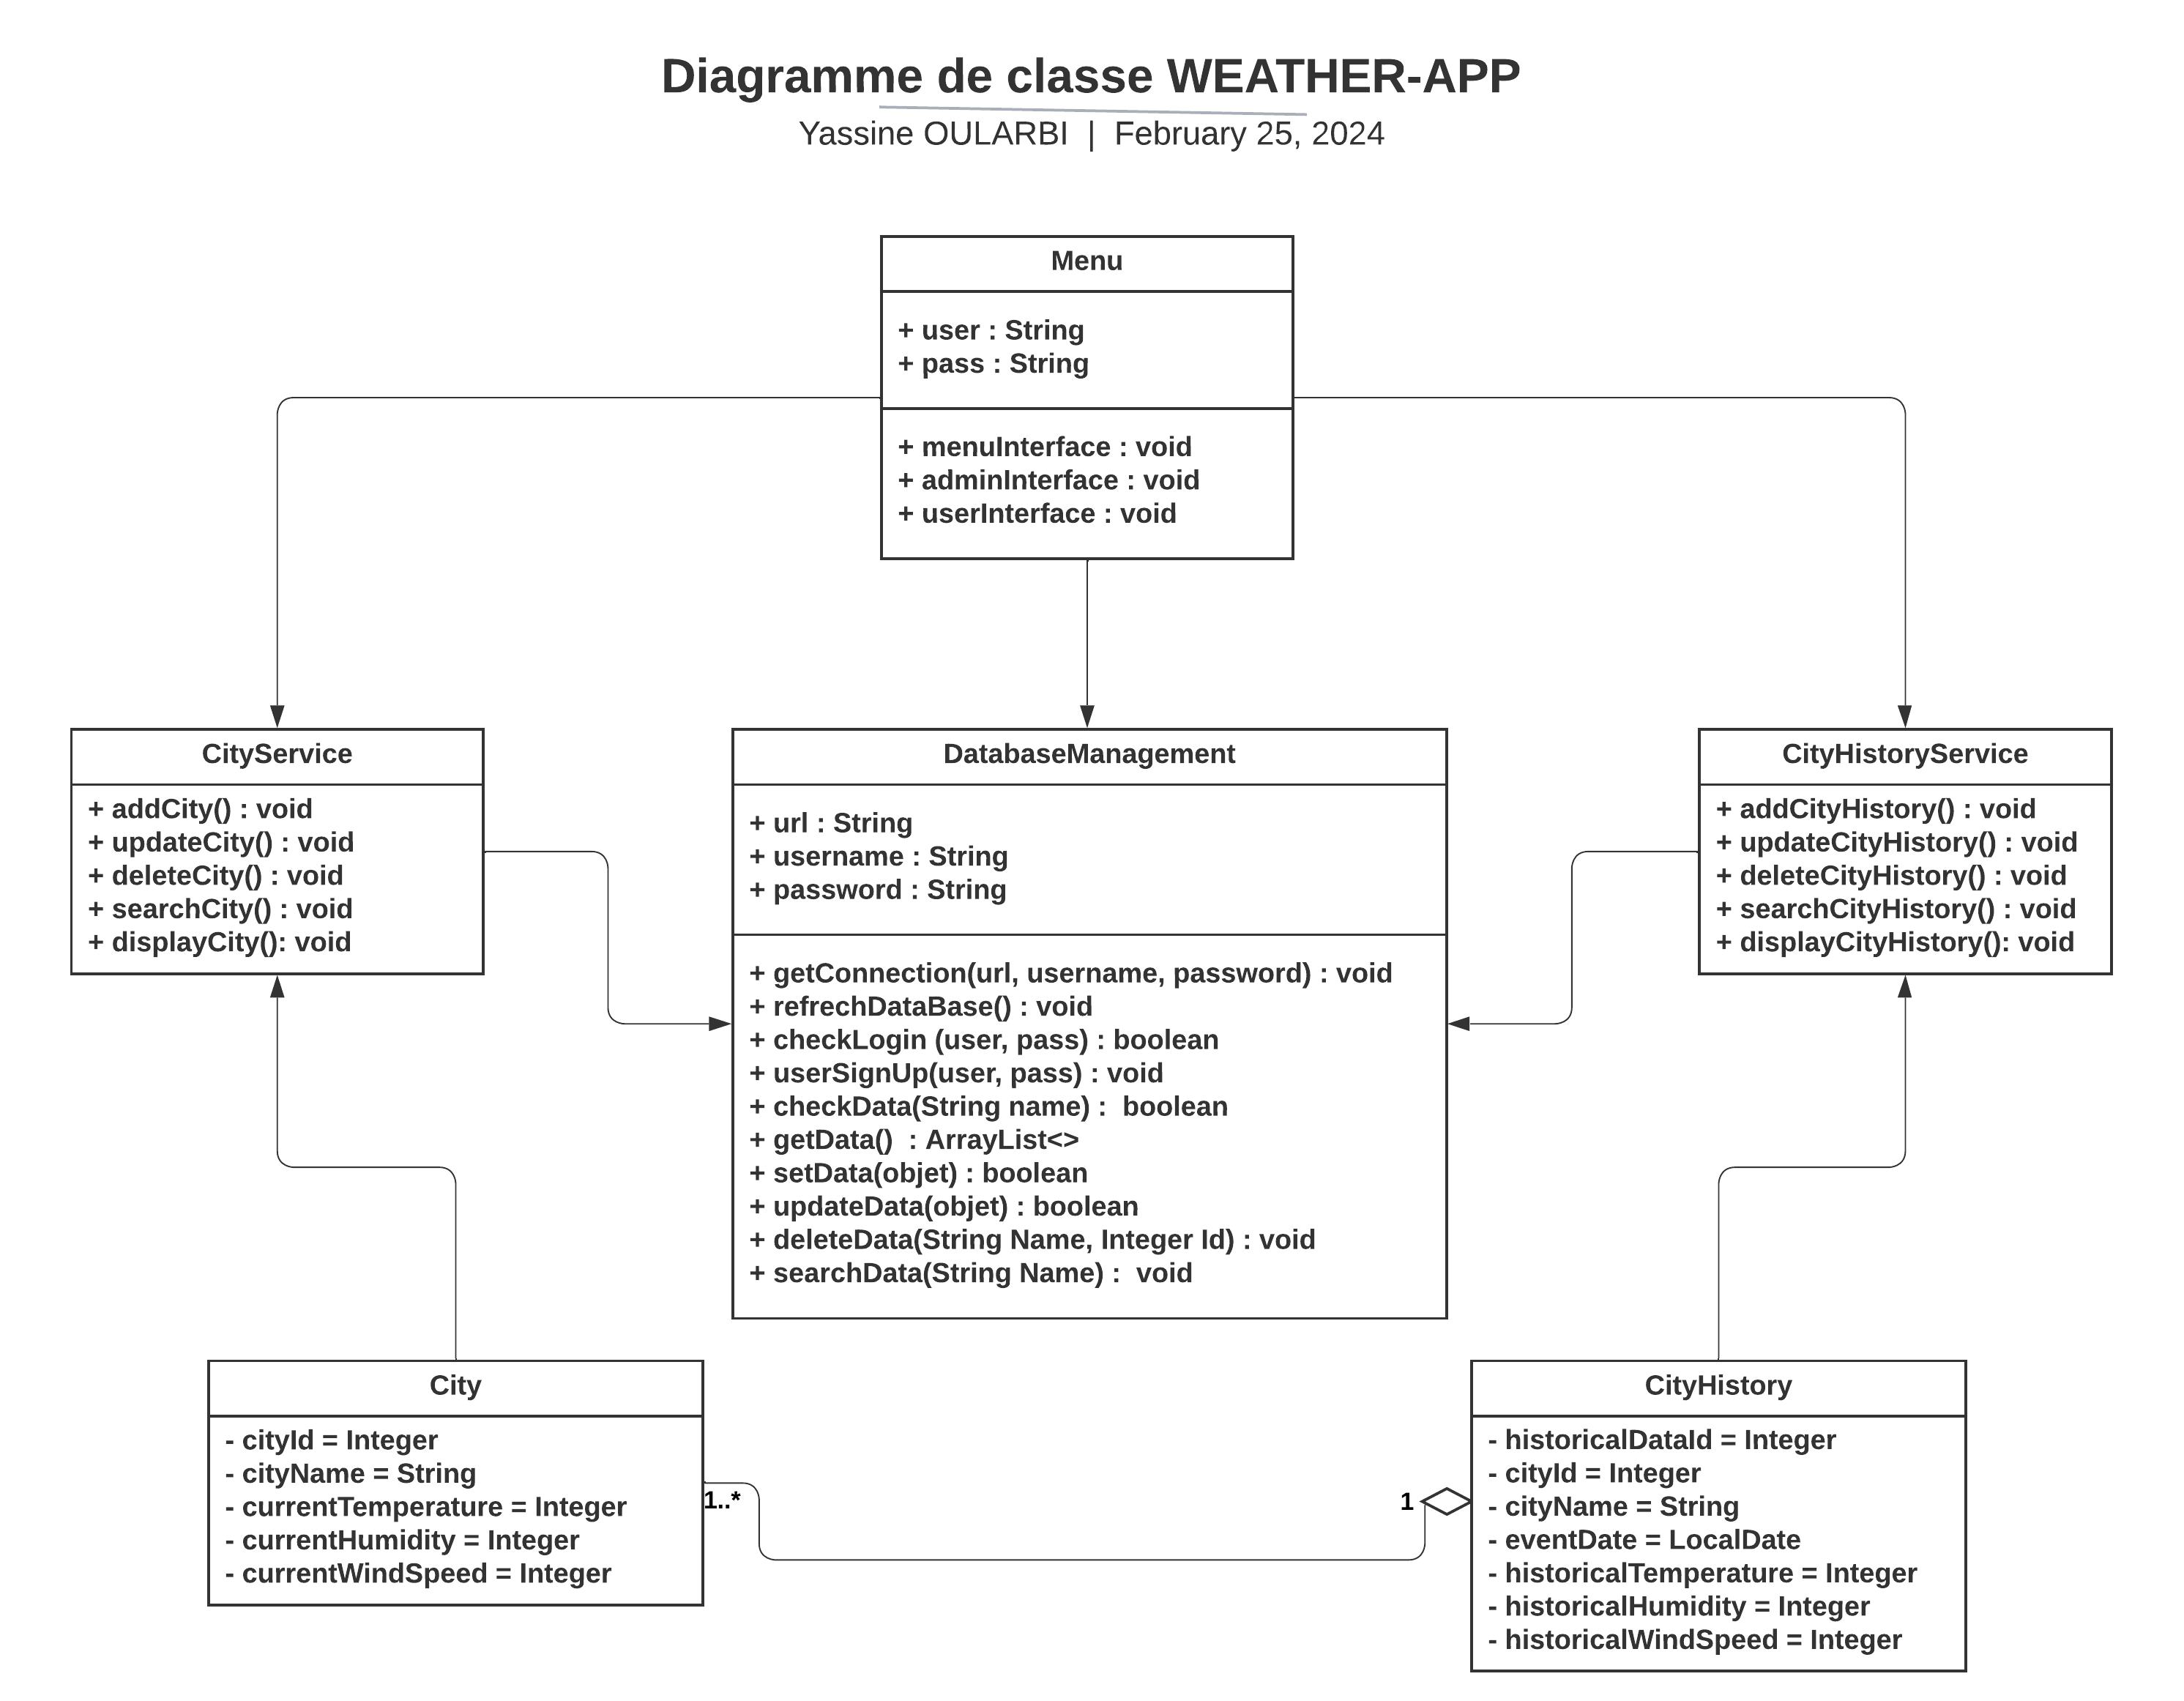 Diagramme de classe WEATHER-APP
Yassine OULARBI | February 25, 2024
Menu
+ user : String
+ pass : String
+ menuInterface : void
+ adminInterface : void
+ userInterface : void
CityService
+ addCity() : void
+ updateCity() : void
+ deleteCity() : void
+ searchCity() : void
+ displayCity(): void
DatabaseManagement
+ url : String
+ username : String
+ password : String
+ getConnection(url, username, password) : void
+ refrechDataBase() : void
+ checkLogin (user, pass) : boolean
+ userSignUp(user, pass) : void
+ checkData(String name) :  boolean
+ getData()  : ArrayList<>
+ setData(objet) : boolean
+ updateData(objet) : boolean
+ deleteData(String Name, Integer Id) : void
+ searchData(String Name) :  void
CityHistoryService
+ addCityHistory() : void
+ updateCityHistory() : void
+ deleteCityHistory() : void
+ searchCityHistory() : void
+ displayCityHistory(): void
City
- cityId = Integer
- cityName = String
- currentTemperature = Integer
- currentHumidity = Integer
- currentWindSpeed = Integer
1..*
1
CityHistory
- historicalDataId = Integer
- cityId = Integer
- cityName = String
- eventDate = LocalDate
- historicalTemperature = Integer
- historicalHumidity = Integer
- historicalWindSpeed = Integer